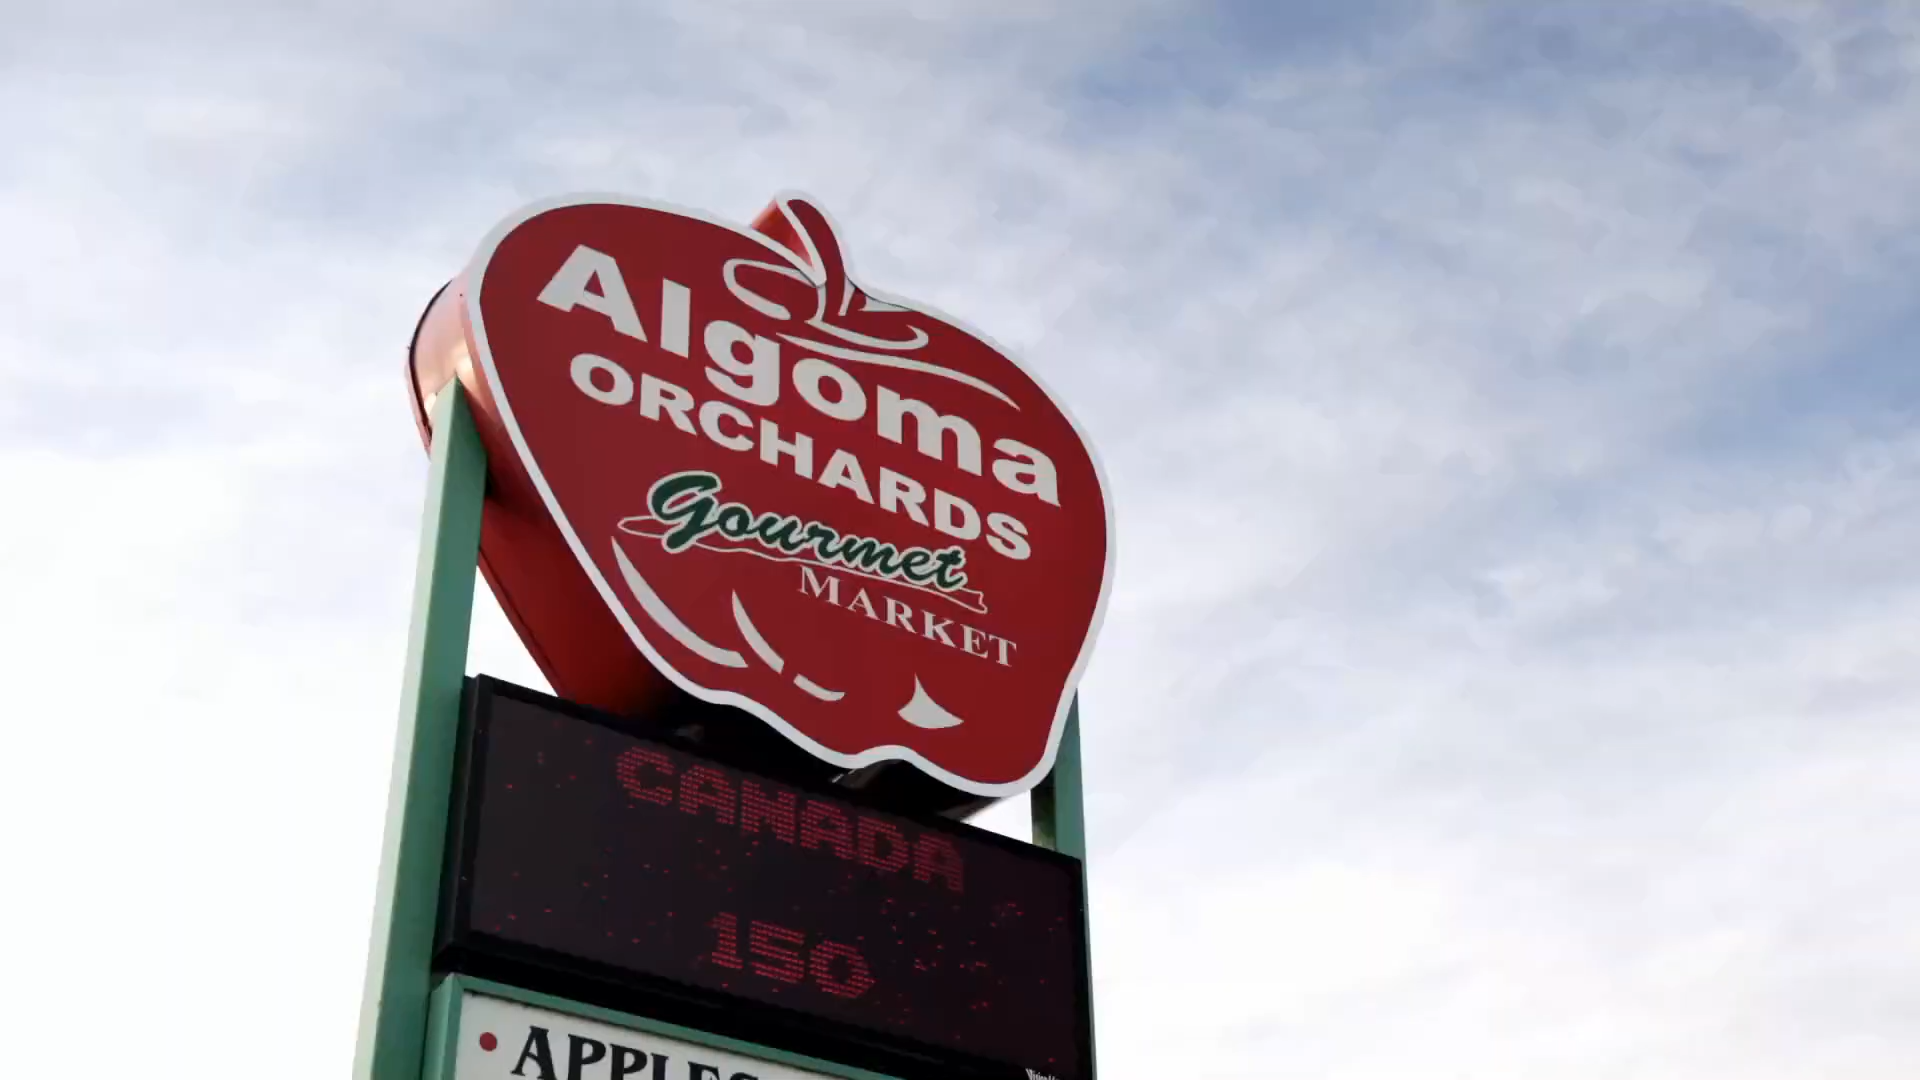 Algoma
ORCHARDS
Gourmet
MARKET
CANADA
150
• APPLES